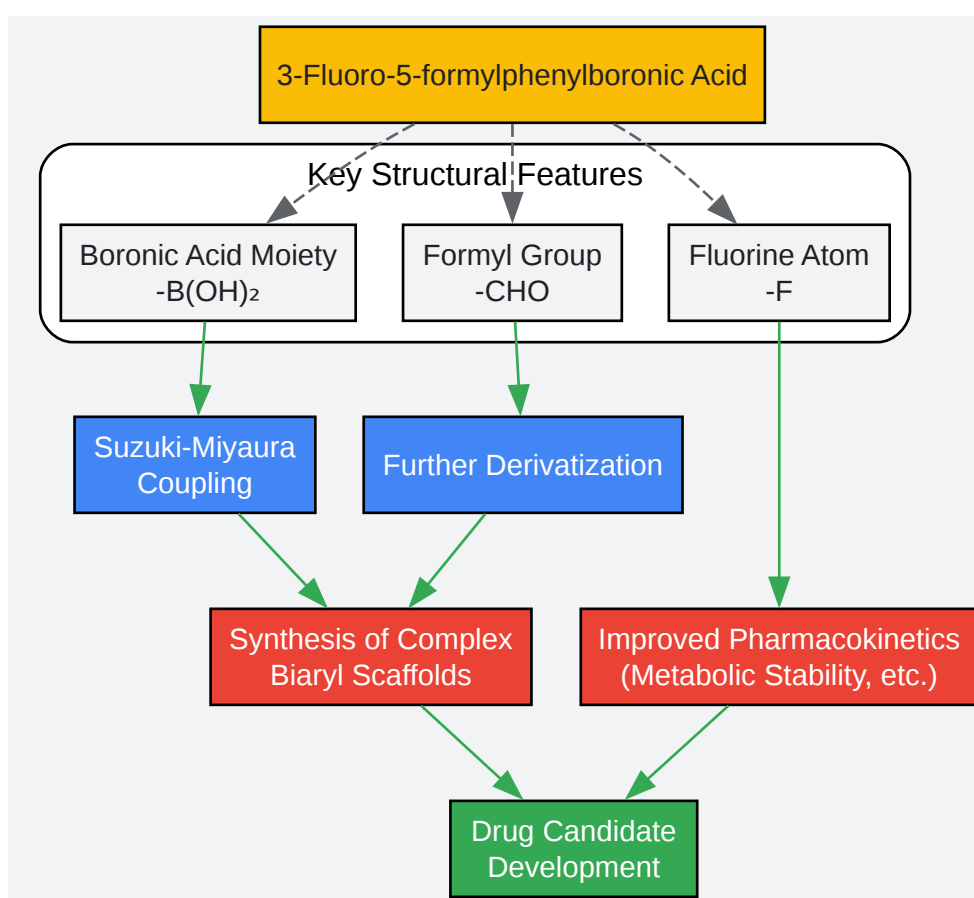 3-Fluoro-5-formylphenylboronic Acid
Key Structural Features
Boronic Acid Moiety
-B(OH)₂
Formyl Group
-CHO
Fluorine Atom
-F
Suzuki-Miyaura
Coupling
Further Derivatization
Synthesis of Complex
Biaryl Scaffolds
Improved Pharmacokinetics
(Metabolic Stability, etc.)
Drug Candidate
Development